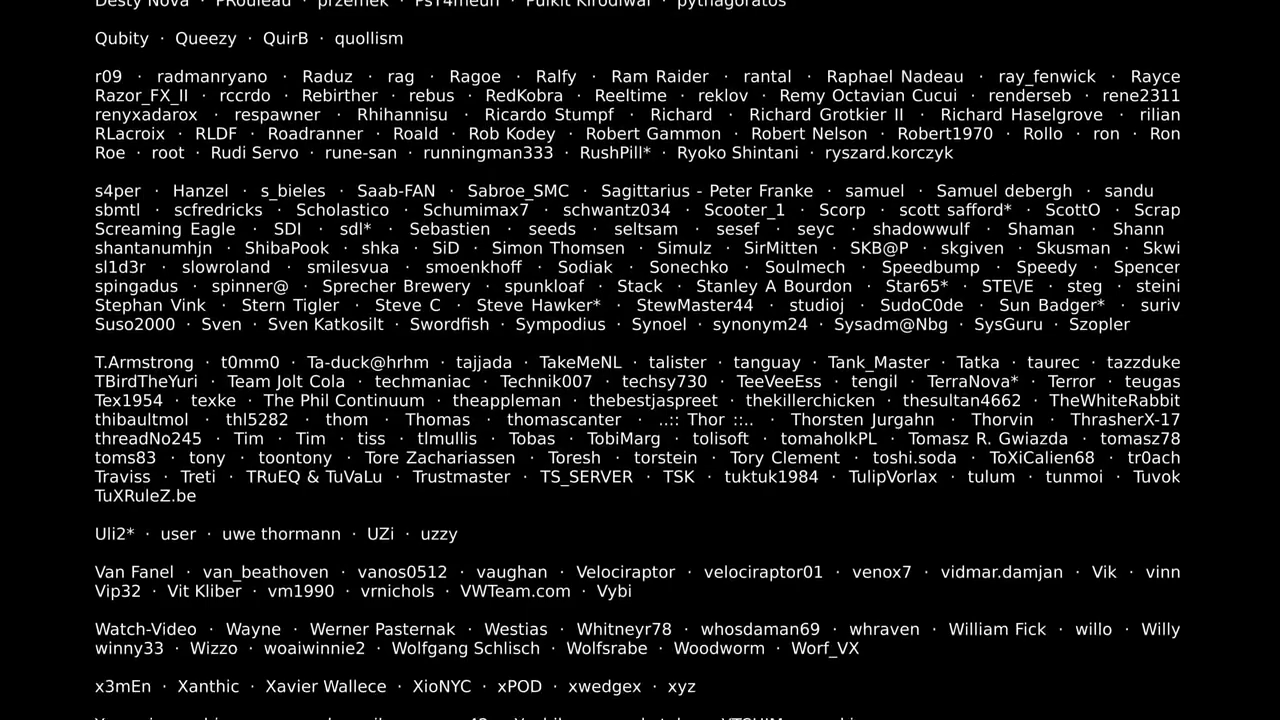 Desty Nova · PRouleau · przemek · PsT4meun · Pulkit Kirodiwal · pythagoratos
Qubity · Queezy · QuirB · quollism
r09 · radmanryano · Raduz · rag · Ragoe · Ralfy · Ram Raider · rantal · Raphael Nadeau · ray_fenwick · Rayce
Razor_FX_II · rccrdo · Rebirther · rebus · RedKobra · Reeltime · reklov · Remy Octavian Cucui · renderseb · rene2311
renyxadarox · respawner · Rhihannisu · Ricardo Stumpf · Richard · Richard Grotkier II · Richard Haselgrove · rilian
RLacroix · RLDF · Roadranner · Roald · Rob Kodey · Robert Gammon · Robert Nelson · Robert1970 · Rollo · ron · Ron
Roe · root · Rudi Servo · rune-san · runningman333 · RushPill* · Ryoko Shintani · ryszard.korczyk
s4per · Hanzel · s_bieles · Saab-FAN · Sabroe_SMC · Sagittarius - Peter Franke · samuel · Samuel debergh · sandu
sbmtl · scfredricks · Scholastico · Schumimax7 · schwantz034 · Scooter_1 · Scorp · scott safford* · ScottO · Scrap
Screaming Eagle · SDI · sdl* · Sebastien · seeds · seltsam · sesef · seyc · shadowwulf · Shaman · Shann
shantanumhjn · ShibaPook · shka · SiD · Simon Thomsen · Simulz · SirMitten · SKB@P · skgiven · Skusman · Skwi
sl1d3r · slowroland · smilesvua · smoenkhoff · Sodiak · Sonechko · Soulmech · Speedbump · Speedy · Spencer
spingadus · spinner@ · Sprecher Brewery · spunkloaf · Stack · Stanley A Bourdon · Star65* · STE\/E · steg · steini
Stephan Vink · Stern Tigler · Steve C · Steve Hawker* · StewMaster44 · studioj · SudoC0de · Sun Badger* · suriv
Suso2000 · Sven · Sven Katkosilt · Swordfish · Sympodius · Synoel · synonym24 · Sysadm@Nbg · SysGuru · Szopler
T.Armstrong · t0mm0 · Ta-duck@hrhm · tajjada · TakeMeNL · talister · tanguay · Tank_Master · Tatka · taurec · tazzduke
TBirdTheYuri · Team Jolt Cola · techmaniac · Technik007 · techsy730 · TeeVeeEss · tengil · TerraNova* · Terror · teugas
Tex1954 · texke · The Phil Continuum · theappleman · thebestjaspreet · thekillerchicken · thesultan4662 · TheWhiteRabbit
thibaultmol · thl5282 · thom · Thomas · thomascanter · ..:: Thor ::.. · Thorsten Jurgahn · Thorvin · ThrasherX-17
threadNo245 · Tim · Tim · tiss · tlmullis · Tobas · TobiMarg · tolisoft · tomaholkPL · Tomasz R. Gwiazda · tomasz78
toms83 · tony · toontony · Tore Zachariassen · Toresh · torstein · Tory Clement · toshi.soda · ToXiCalien68 · tr0ach
Traviss · Treti · TRuEQ & TuVaLu · Trustmaster · TS_SERVER · TSK · tuktuk1984 · TulipVorlax · tulum · tunmoi · Tuvok
TuXRuleZ.be
Uli2* · user · uwe thormann · UZi · uzzy
Van Fanel · van_beathoven · vanos0512 · vaughan · Velociraptor · velociraptor01 · venox7 · vidmar.damjan · Vik · vinn
Vip32 · Vit Kliber · vm1990 · vrnichols · VWTeam.com · Vybi
Watch-Video · Wayne · Werner Pasternak · Westias · Whitneyr78 · whosdaman69 · whraven · William Fick · willo · Willy
winny33 · Wizzo · woaiwinnie2 · Wolfgang Schlisch · Wolfsrabe · Woodworm · Worf_VX
x3mEn · Xanthic · Xavier Wallece · XioNYC · xPOD · xwedgex · xyz